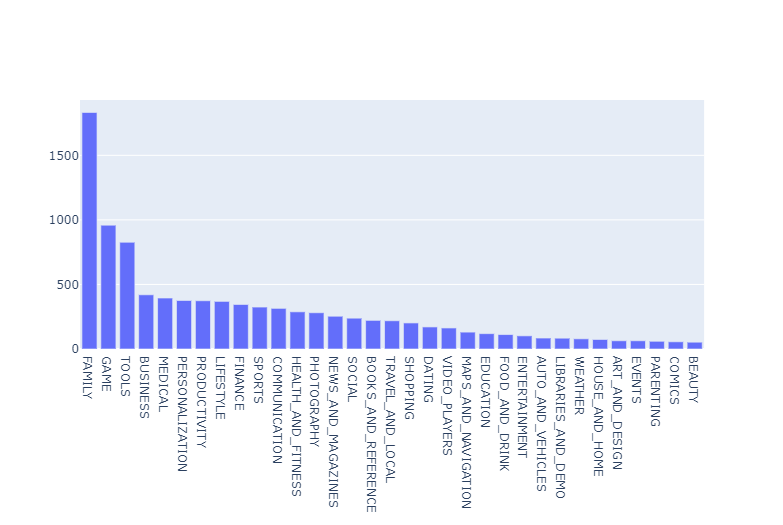 1500
1000
500
0
FAMILY
GAME
TOOLS
BUSINESS
MEDICAL
PERSONALIZATION
PRODUCTIVITY
LIFESTYLE
FINANCE
SPORTS
COMMUNICATION
HEALTH_AND_FITNESS
PHOTOGRAPHY
NEWS_AND_MAGAZINES
SOCIAL
BOOKS_AND_REFERENCE
TRAVEL_AND_LOCAL
SHOPPING
DATING
VIDEO_PLAYERS
MAPS_AND_NAVIGATION
EDUCATION
FOOD_AND_DRINK
ENTERTAINMENT
AUTO_AND_VEHICLES
LIBRARIES_AND_DEMO
WEATHER
HOUSE_AND_HOME
ART_AND_DESIGN
EVENTS
PARENTING
COMICS
BEAUTY